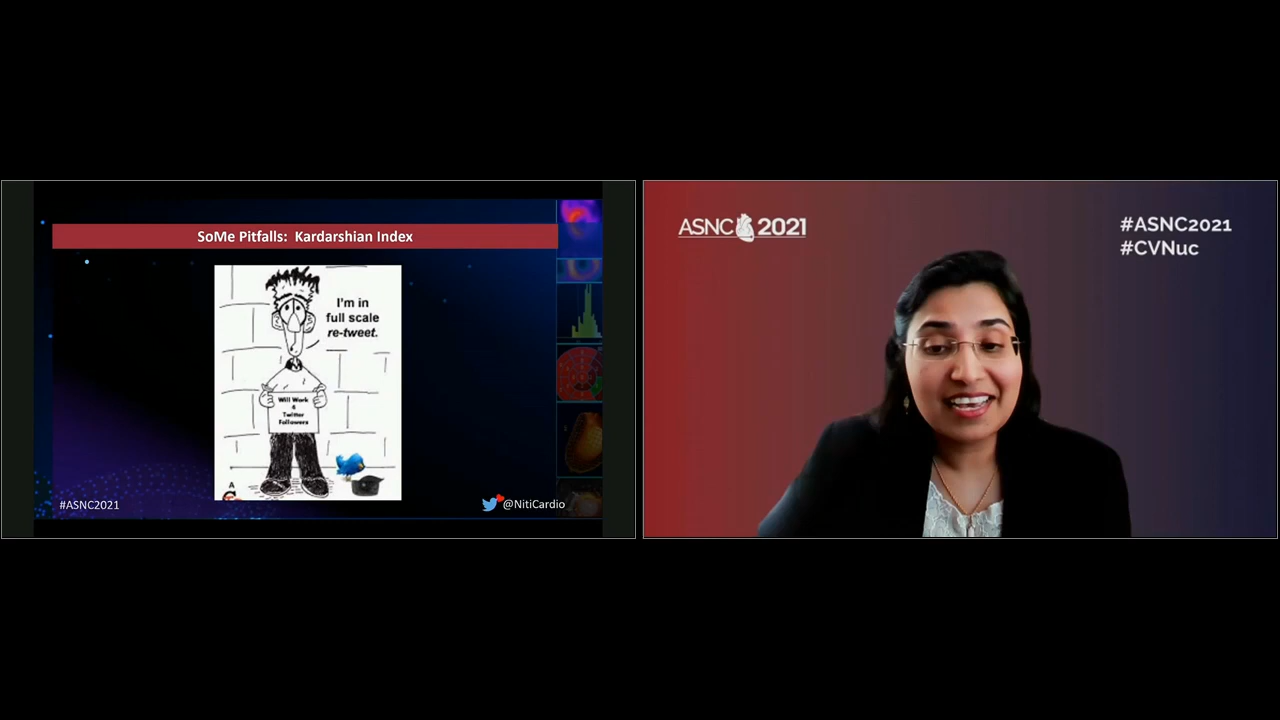 SoMe Pitfalls: Kardarshian Index
I'm in
full scale
re-tweet.
Will Work
4
Twitter
Followers
A
#ASNC2021
@NitiCardio
ASNC 2021
#ASNC2021
#CVNuc